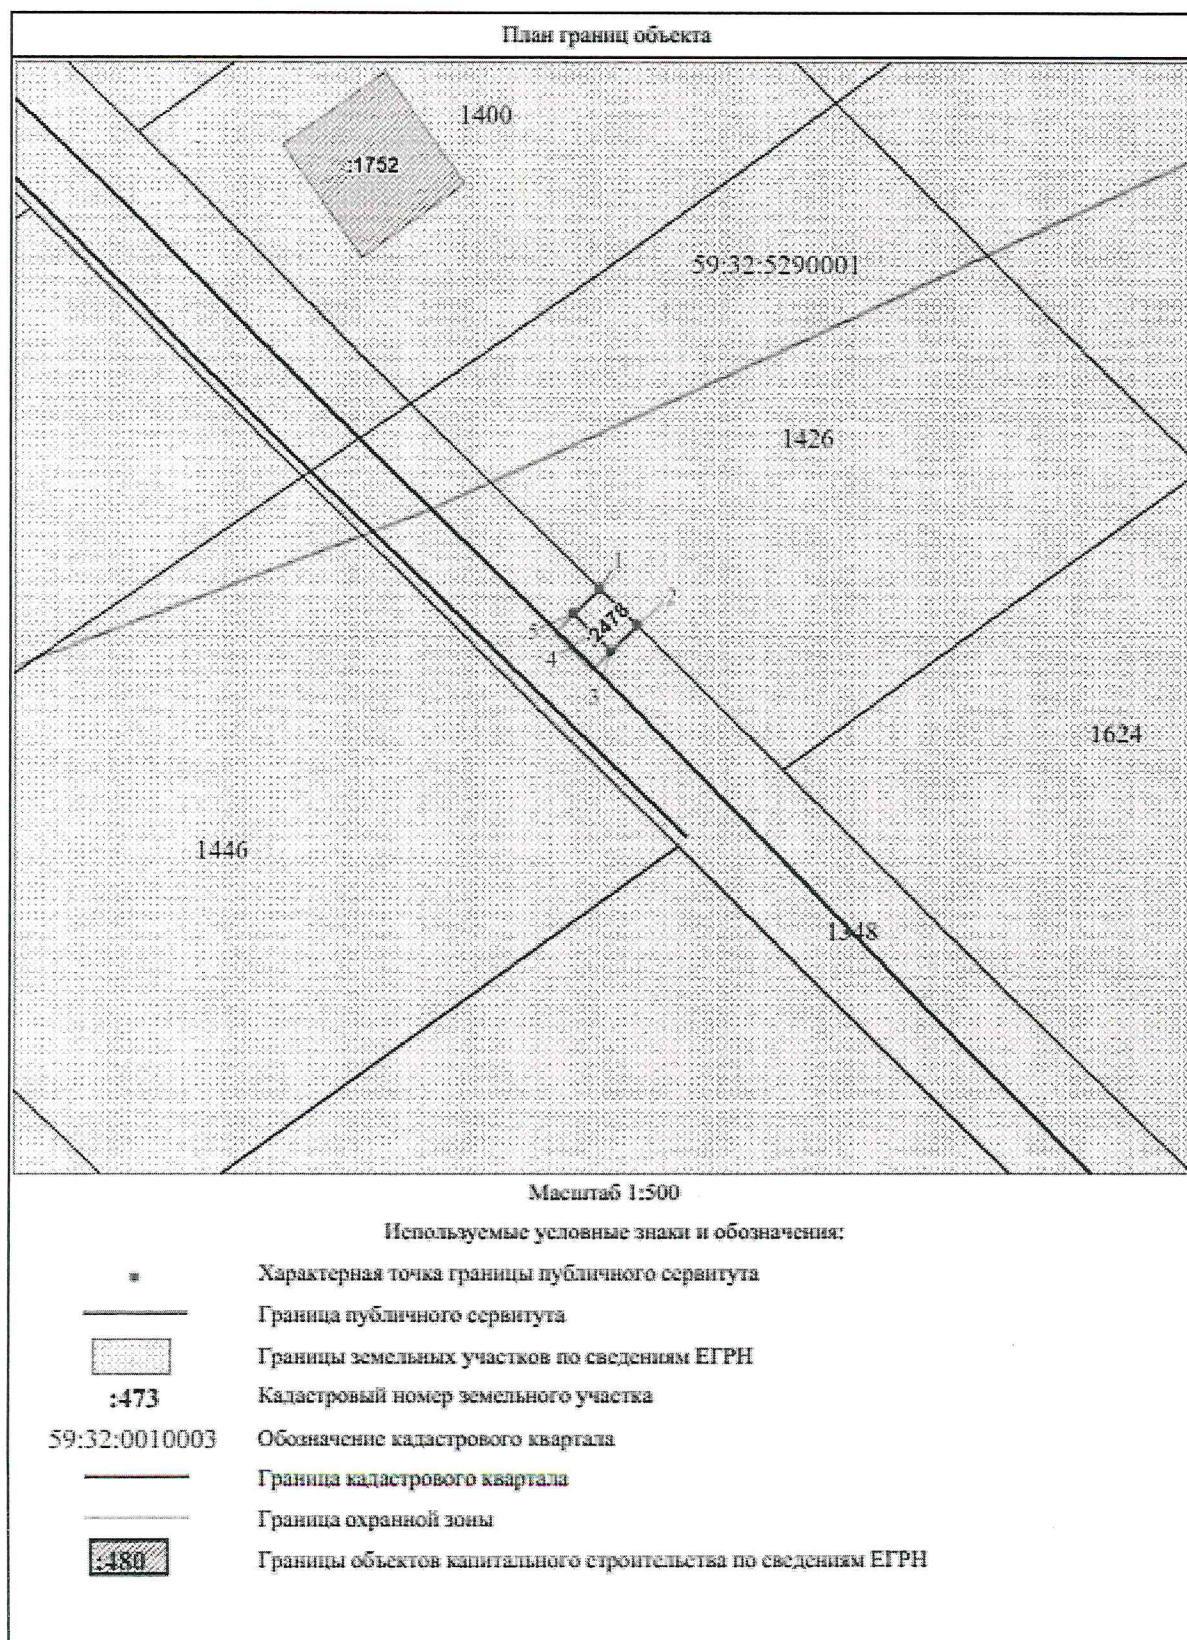 План границ объекта
1400
:1752
59:32:5290001
1426
1
2
:2478
5
4
3
1624
1446
1348
Масштаб 1:500
Используемые условные знаки и обозначения:
Характерная точка границы публичного сервитута
Граница публичного сервитута
Границы земельных участков по сведениям ЕГРН
:473 Кадастровый номер земельного участка
59:32:0010003 Обозначение кадастрового квартала
Граница кадастрового квартала
Граница охранной зоны
:480 Границы объектов капитального строительства по сведениям ЕГРН